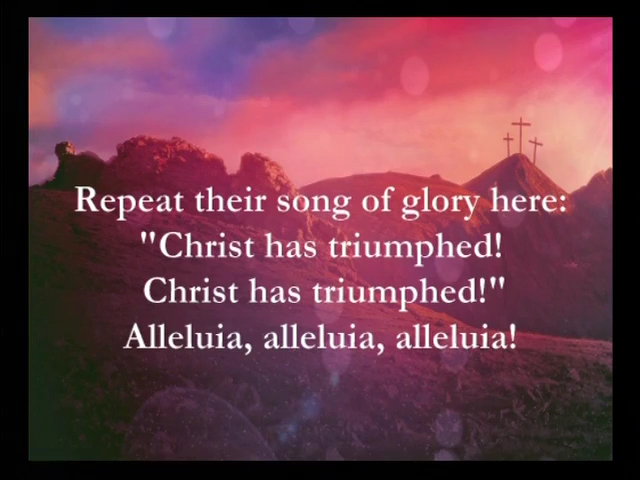 Repeat their song of glory here:
"Christ has triumphed!
Christ has triumphed!"
Alleluia, alleluia, alleluia!